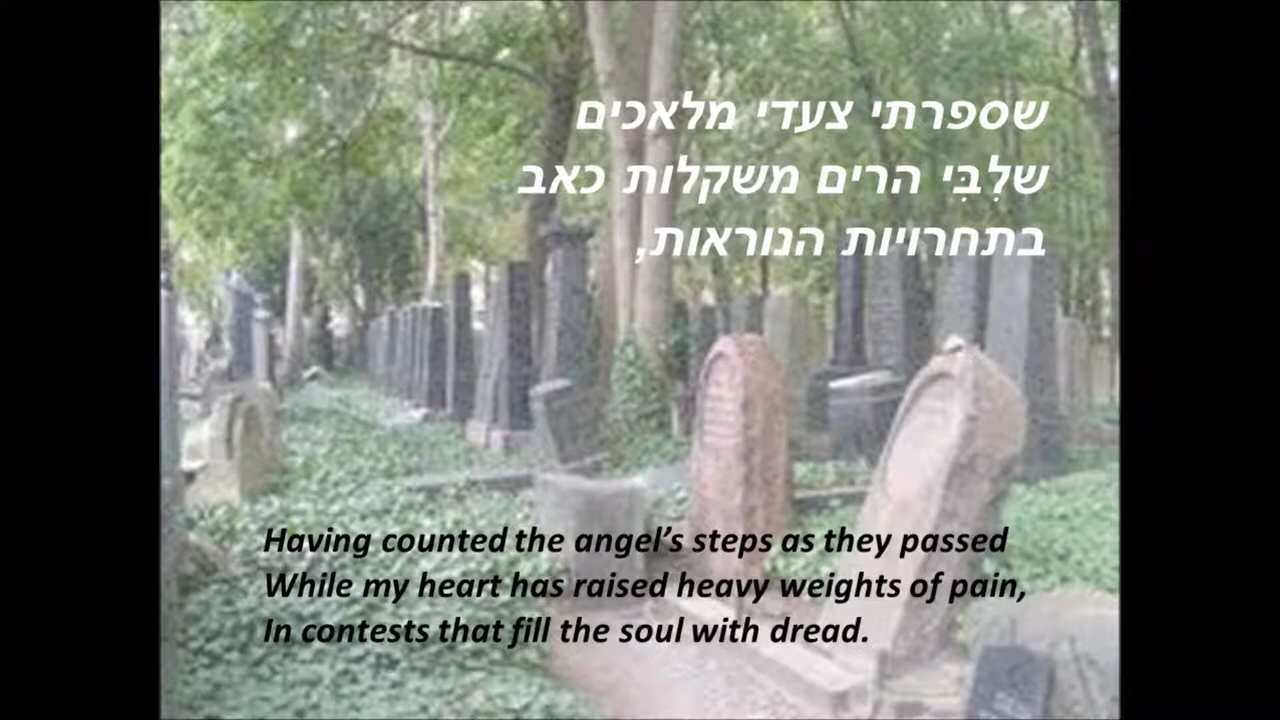 שספרתי צעדי מלאכים
שלִבִּי הרים משקלות כאב
בתחרויות הנוראות,
Having counted the angel’s steps as they passed
While my heart has raised heavy weights of pain,
In contests that fill the soul with dread.